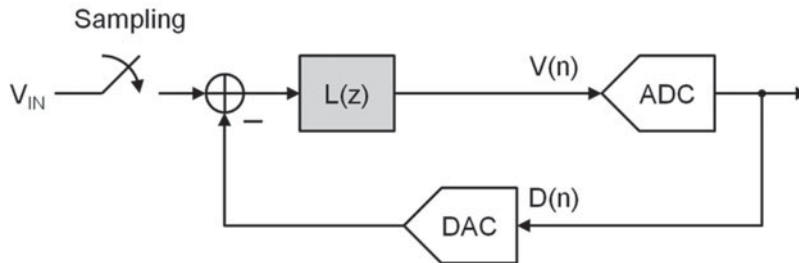 Sampling
V_IN
L(z)
V(n)
ADC
D(n)
DAC